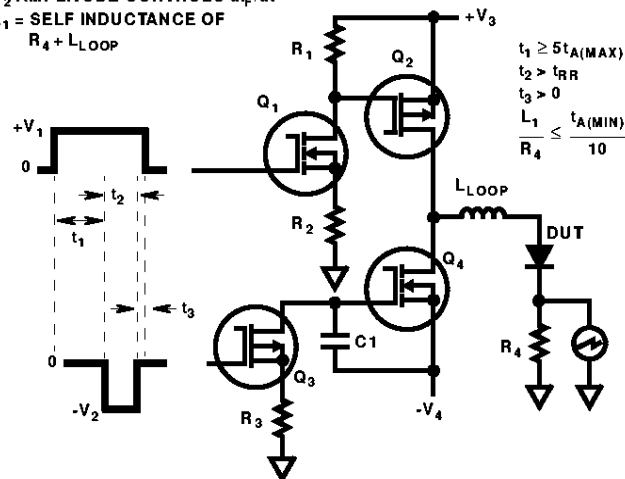 ₁ = SELF INDUCTANCE OF
R₄ + L_LOOP
+V₁
0
t₂
t₁
t₃
0
-V₂
R₁
Q₁
R₂
Q₂
+V₃
Q₃
R₃
C1
Q₄
-V₄
L_LOOP
DUT
R₄
t₁ ≥ 5t_A(MAX)
t₂ > t_RR
t₃ > 0
L₁
R₄
≤
t_A(MIN)
10